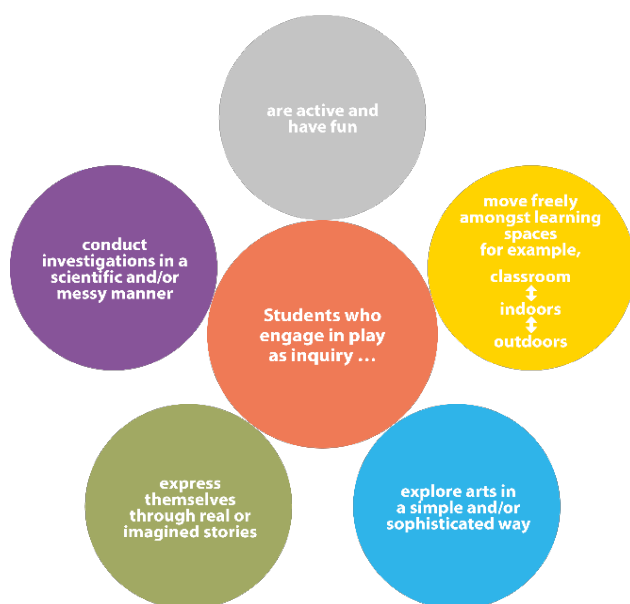 are active and
have fun
move freely
amongst learning
spaces
for example,
classroom
↕
indoors
↕
outdoors
conduct
investigations in a
scientific and/or
messy manner
Students who
engage in play
as inquiry ...
express
themselves
through real or
imagined stories
explore arts in
a simple and/or
sophisticated way